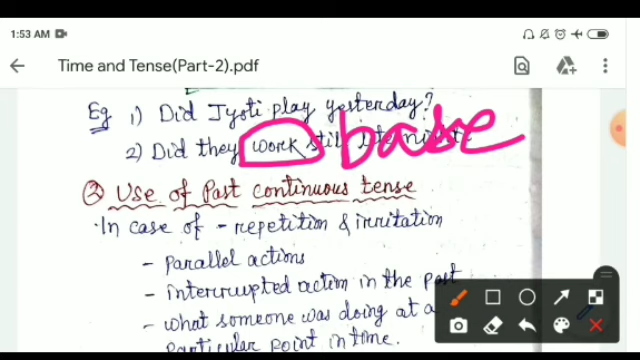 1:53 AM
Time and Tense(Part-2).pdf
Eg 1) Did Jyoti play yesterday?
2) Did they work still
base
② Use of Past continuous tense
·In case of - repetition & irritation
- parallel actions
- interrupted action in the past
- what someone was doing at a
particular point in time.